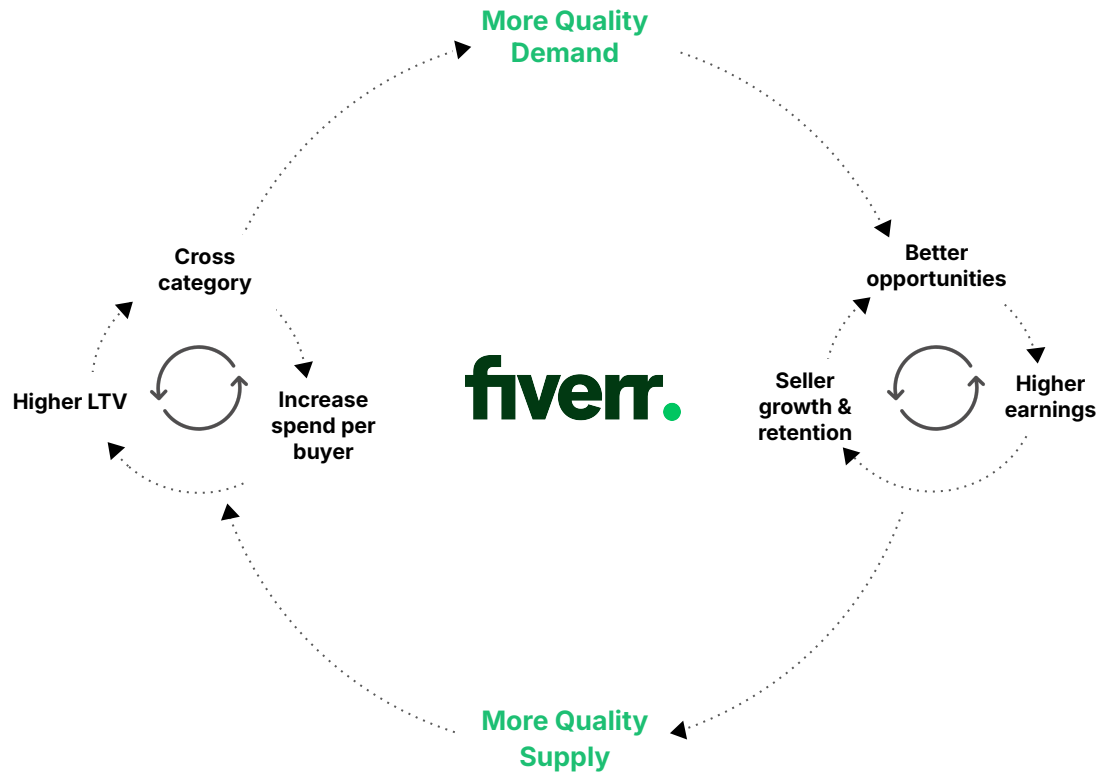 More Quality
Demand
Cross
category
Better
opportunities
Higher LTV
Increase
spend per
buyer
fiverr.
Seller
growth &
retention
Higher
earnings
More Quality
Supply